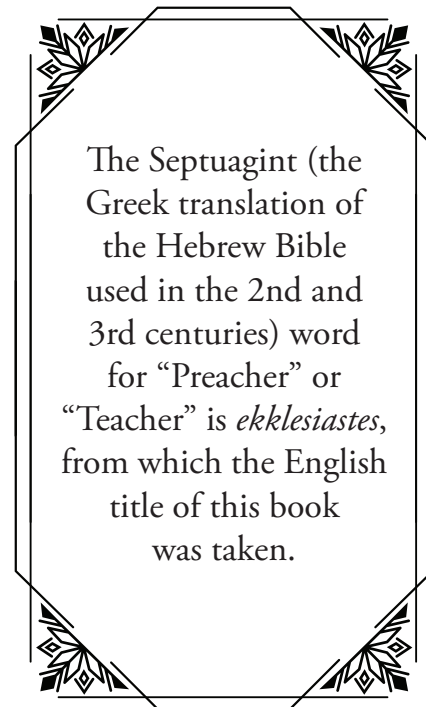 The Septuagint (the
Greek translation of
the Hebrew Bible
used in the 2nd and
3rd centuries) word
for “Preacher” or
“Teacher” is ekklesiastes,
from which the English
title of this book
was taken.